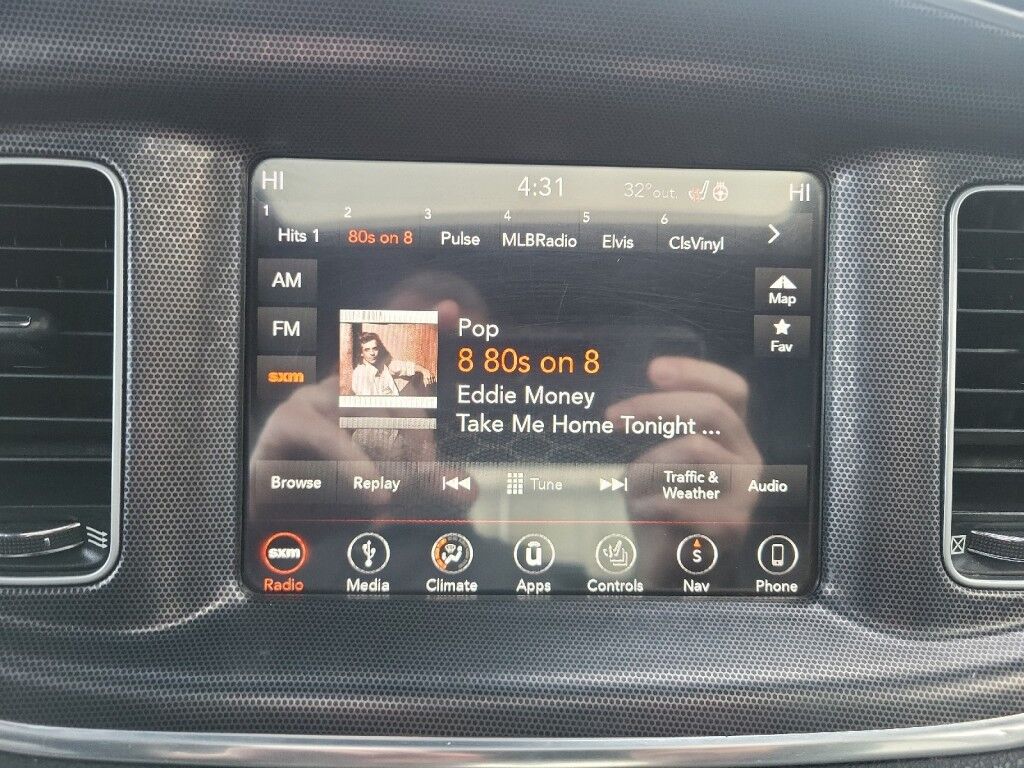 HI 4:31 32°out. HI
1 2 3 4 5 6
Hits 1 80s on 8 Pulse MLBRadio Elvis ClsVinyl
AM
Map
FM
Fav
sxm
Pop
8 80s on 8
Eddie Money
Take Me Home Tonight ...
Browse Replay Tune Traffic & Weather Audio
sxm ü S
Radio Media Climate Apps Controls Nav Phone